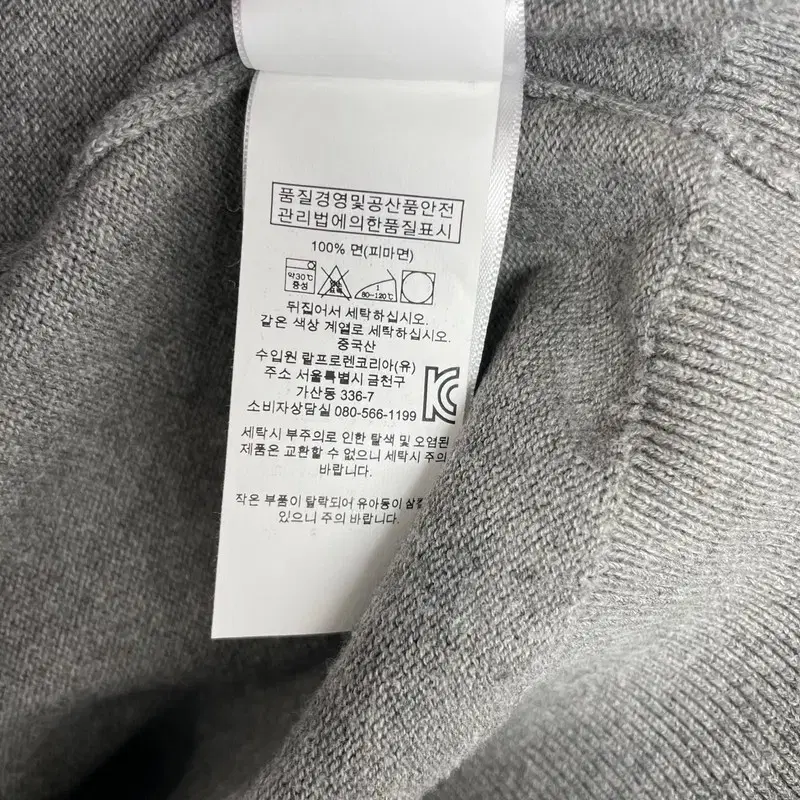 품질경영및공산품안전
관리법에의한품질표시
100% 면(피마면)
약30℃
중성
80-120℃
뒤집어서 세탁하십시오.
같은 색상 계열로 세탁하십시오.
중국산
수입원 랄프로렌코리아(유)
주소 서울특별시 금천구
가산동 336-7
소비자상담실 080-566-1199
세탁시 부주의로 인한 탈색 및 오염된
제품은 교환할 수 없으니 세탁시 주의
바랍니다.
작은 부품이 탈락되어 유아동이
있으니 주의 바랍니다.